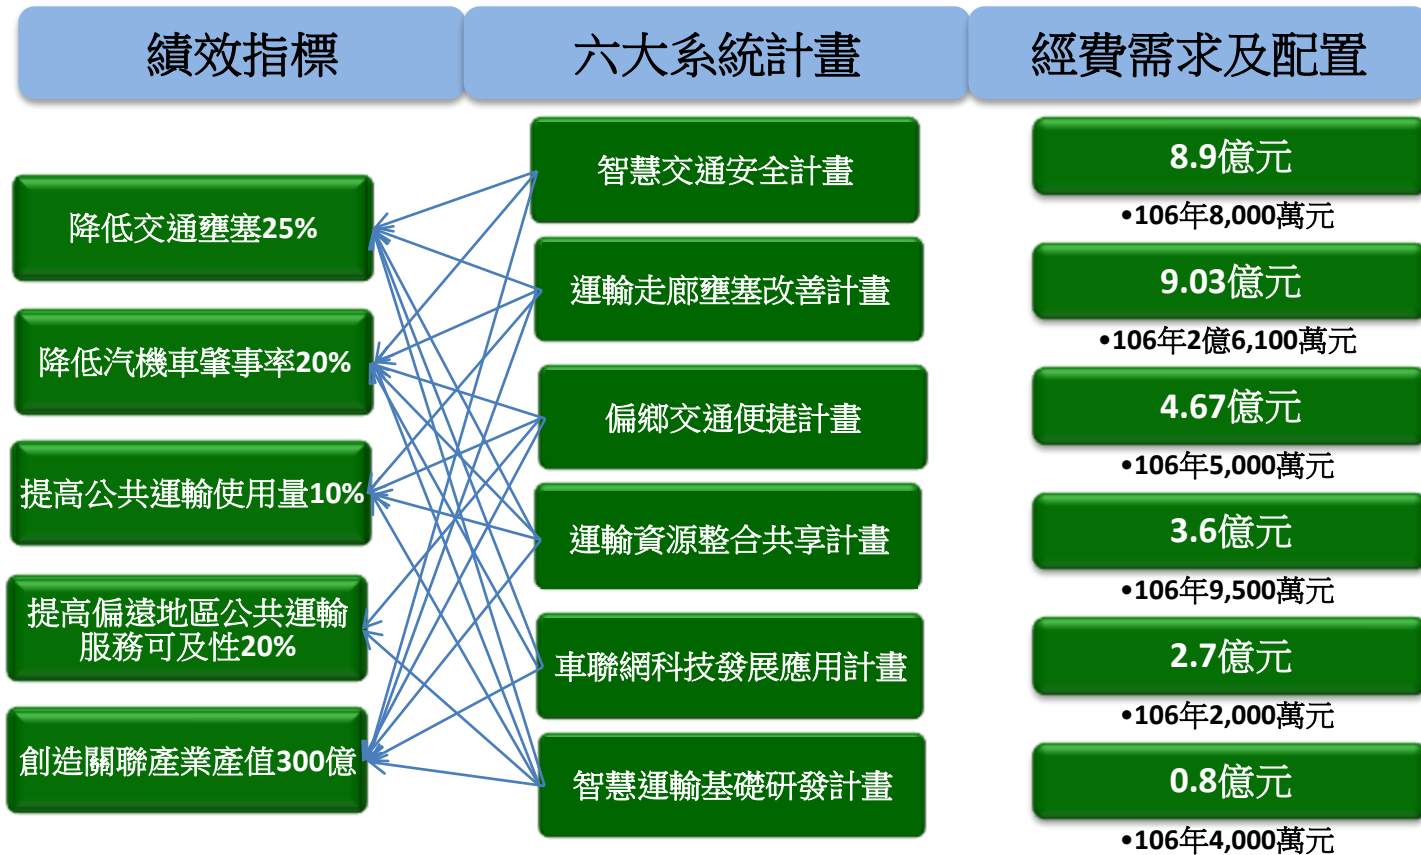 績效指標
六大系統計畫
經費需求及配置
降低交通壅塞25%
降低汽機車肇事率20%
提高公共運輸使用量10%
提高偏遠地區公共運輸
服務可及性20%
創造關聯產業產值300億
智慧交通安全計畫
運輸走廊壅塞改善計畫
偏鄉交通便捷計畫
運輸資源整合共享計畫
車聯網科技發展應用計畫
智慧運輸基礎研發計畫
8.9億元
•106年8,000萬元
9.03億元
•106年2億6,100萬元
4.67億元
•106年5,000萬元
3.6億元
•106年9,500萬元
2.7億元
•106年2,000萬元
0.8億元
•106年4,000萬元